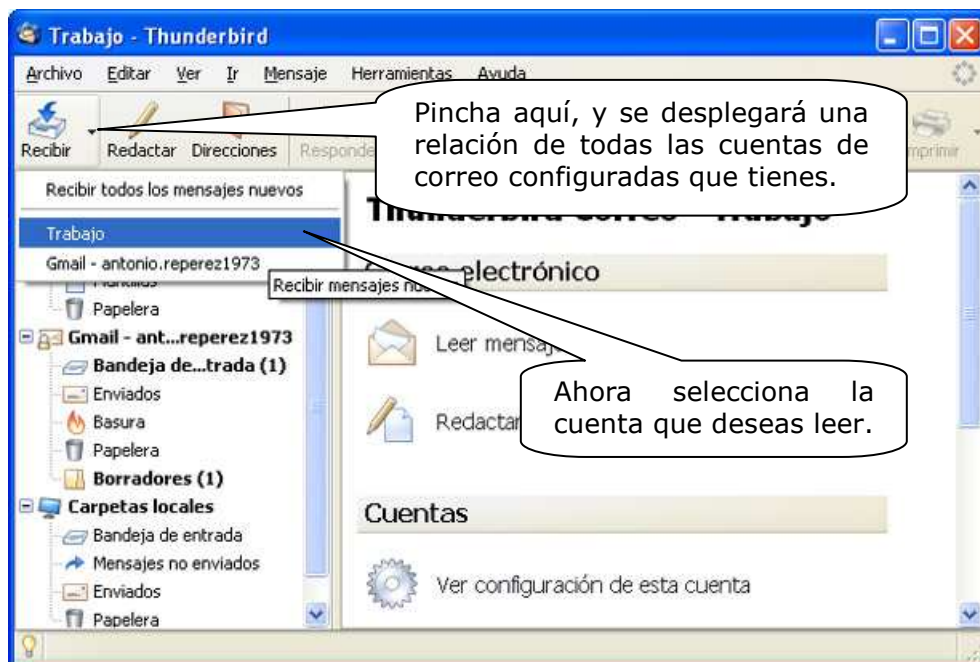 Trabajo - Thunderbird
Archivo Editar Ver Ir Mensaje Herramientas Ayuda
Pincha aquí, y se desplegará una
relación de todas las cuentas de
correo configuradas que tienes.
Recibir Redactar Direcciones
Recibir todos los mensajes nuevos
Trabajo
Gmail - antonio.reperez1973
Recibir mensajes
Thunderbird Correo - Trabajo
electrónico
Papelera
Gmail - ant...reperez1973
Bandeja de...trada (1)
Enviados
Basura
Papelera
Borradores (1)
Carpetas locales
Bandeja de entrada
Mensajes no enviados
Enviados
Papelera
Leer
Redactar
Ahora selecciona la
cuenta que deseas leer.
Cuentas
Ver configuración de esta cuenta